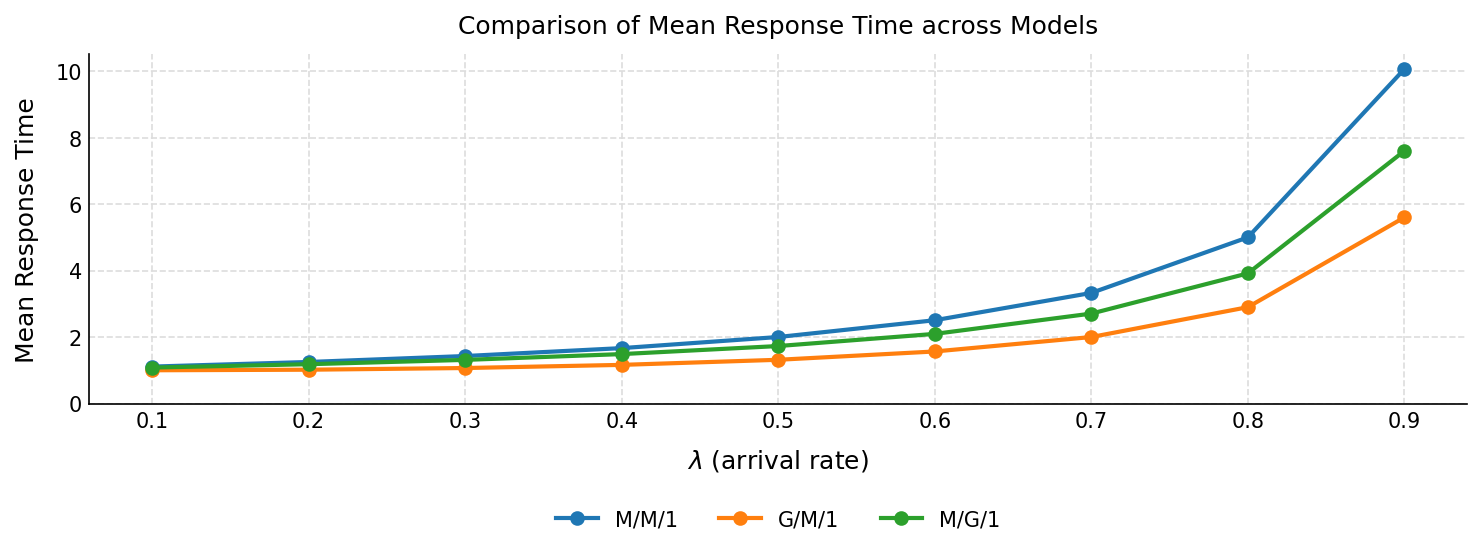 Comparison of Mean Response Time across Models
Mean Response Time
10
8
6
4
2
0
0.1 0.2 0.3 0.4 0.5 0.6 0.7 0.8 0.9
λ (arrival rate)
M/M/1 G/M/1 M/G/1